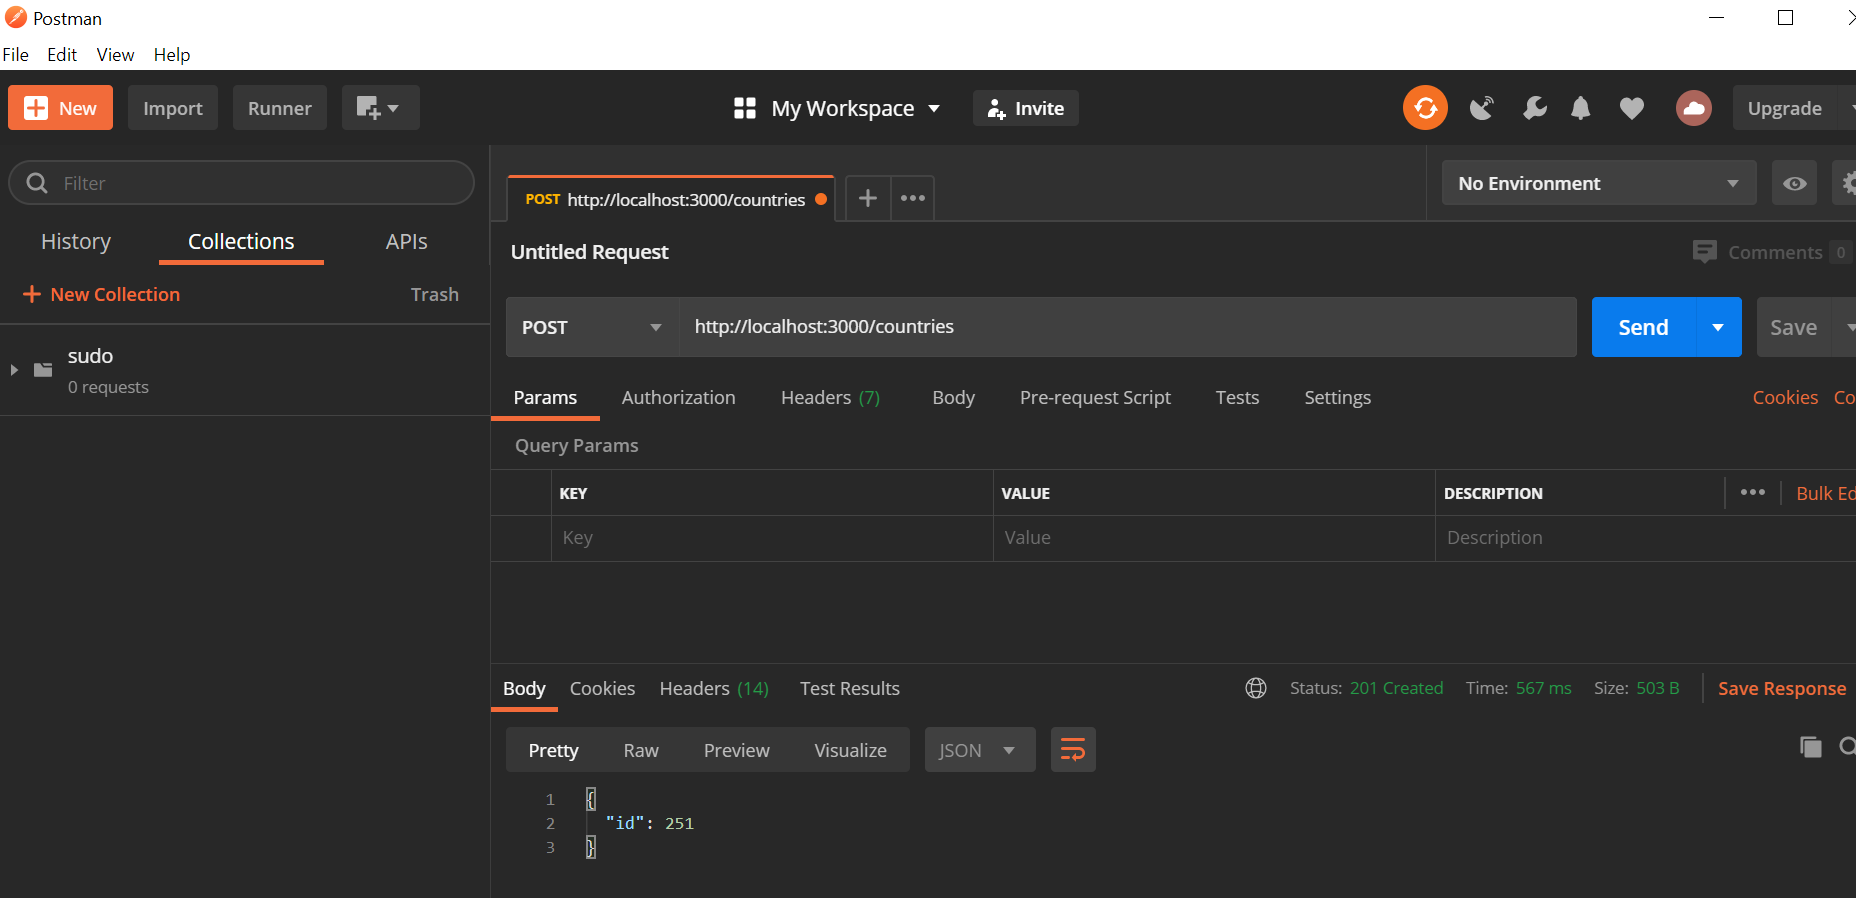 Postman
File Edit View Help
New Import Runner My Workspace Invite Upgrade
Filter
History Collections APIs
New Collection Trash
sudo
0 requests
POST http://localhost:3000/countries No Environment
Untitled Request Comments 0
POST http://localhost:3000/countries Send Save
Params Authorization Headers (7) Body Pre-request Script Tests Settings Cookies Co
Query Params
KEY VALUE DESCRIPTION Bulk Ed
Key Value Description
Body Cookies Headers (14) Test Results Status: 201 Created Time: 567 ms Size: 503 B Save Response
Pretty Raw Preview Visualize JSON
1 {
2 "id": 251
3 }